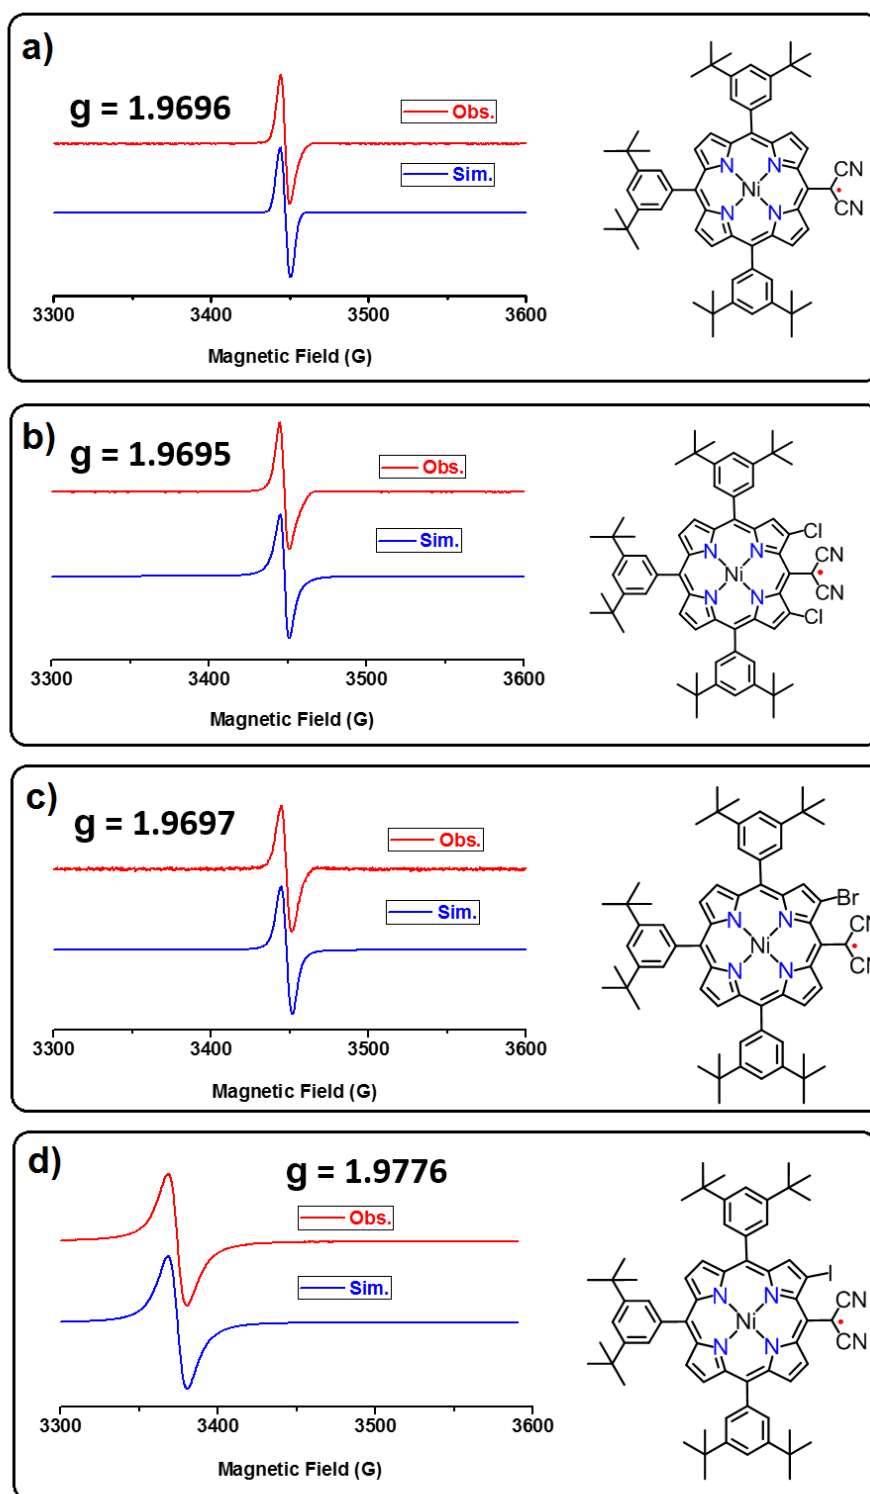 a)
g = 1.9696
Obs.
Sim.
3300 3400 3500 3600
Magnetic Field (G)
N N
Ni
N N
CN
CN
b)
g = 1.9695
Obs.
Sim.
3300 3400 3500 3600
Magnetic Field (G)
Cl
N N
Ni
N N
CN
CN
Cl
c)
g = 1.9697
Obs.
Sim.
3300 3400 3500 3600
Magnetic Field (G)
Br
N N
Ni
N N
CN
CN
d)
g = 1.9776
Obs.
Sim.
3300 3400 3500 3600
Magnetic Field (G)
I
N N
Ni
N N
CN
CN